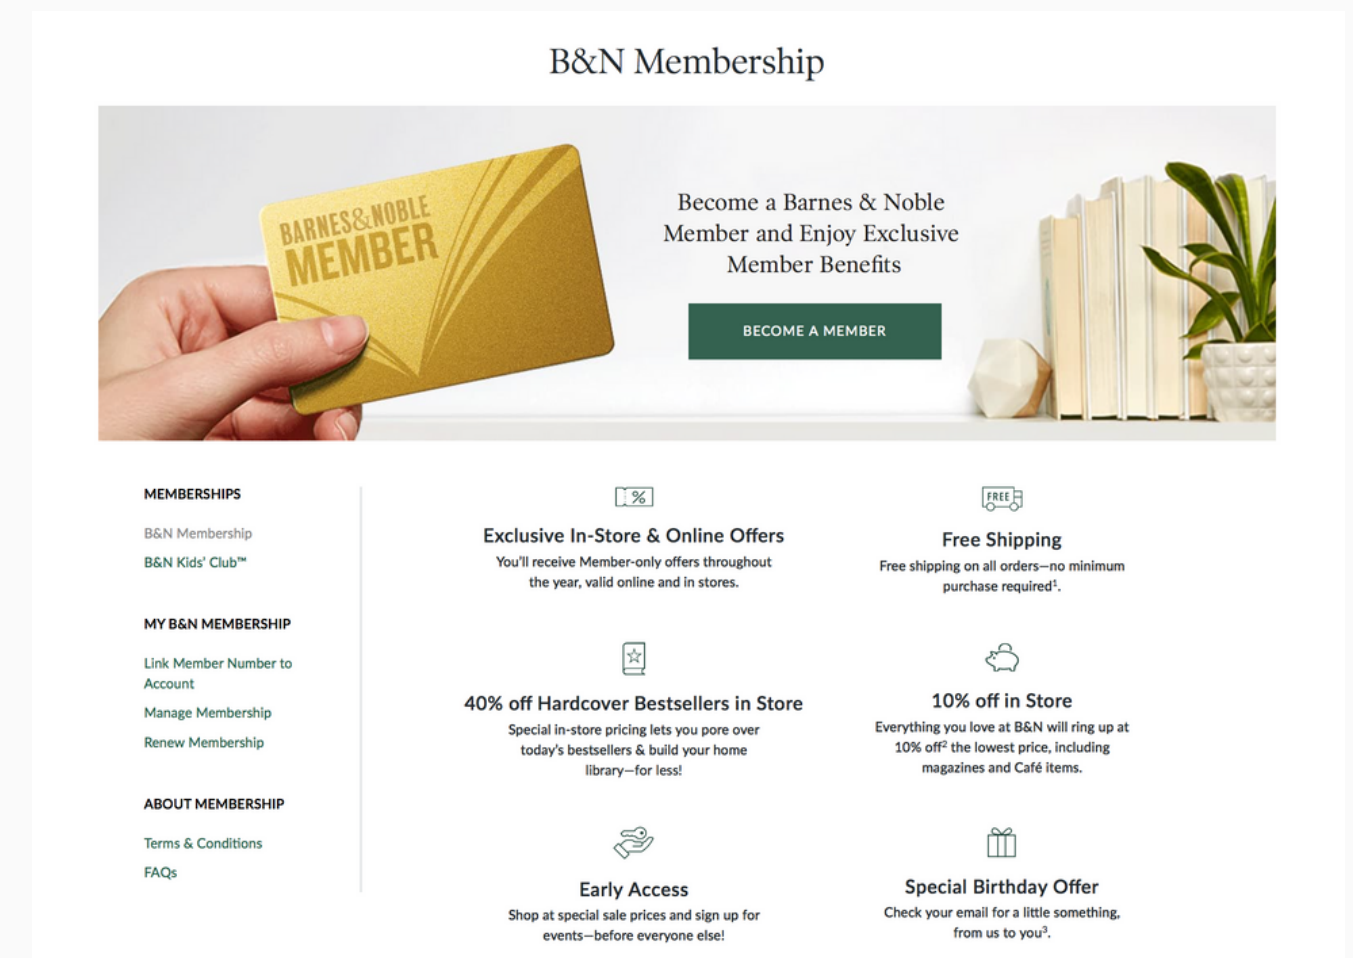 B&N Membership
BARNES&NOBLE
MEMBER
Become a Barnes & Noble
Member and Enjoy Exclusive
Member Benefits
BECOME A MEMBER
MEMBERSHIPS
B&N Membership
B&N Kids' Club™
MY B&N MEMBERSHIP
Link Member Number to
Account
Manage Membership
Renew Membership
ABOUT MEMBERSHIP
Terms & Conditions
FAQs
%
Exclusive In-Store & Online Offers
You'll receive Member-only offers throughout
the year, valid online and in stores.
FREE
Free Shipping
Free shipping on all orders—no minimum
purchase required¹.
40% off Hardcover Bestsellers in Store
Special in-store pricing lets you pore over
today's bestsellers & build your home
library—for less!
10% off in Store
Everything you love at B&N will ring up at
10% off² the lowest price, including
magazines and Café items.
Early Access
Shop at special sale prices and sign up for
events—before everyone else!
Special Birthday Offer
Check your email for a little something,
from us to you³.